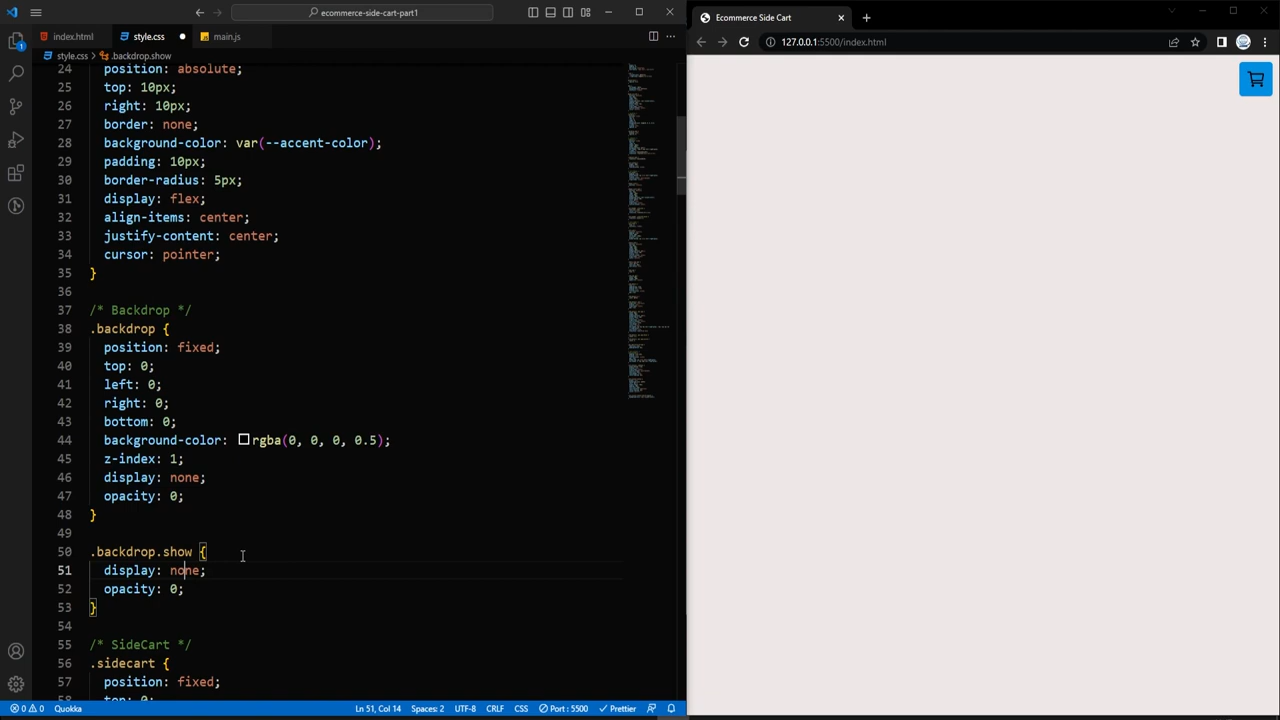 ecommerce-side-cart-part1
Ecommerce Side Cart
index.html
style.css
main.js
127.0.0.1:5500/index.html
style.css > .backdrop.show
24 position: absolute;
25 top: 10px;
26 right: 10px;
27 border: none;
28 background-color: var(--accent-color);
29 padding: 10px;
30 border-radius: 5px;
31 display: flex;
32 align-items: center;
33 justify-content: center;
34 cursor: pointer;
35 }
36
37 /* Backdrop */
38 .backdrop {
39 position: fixed;
40 top: 0;
41 left: 0;
42 right: 0;
43 bottom: 0;
44 background-color: rgba(0, 0, 0, 0.5);
45 z-index: 1;
46 display: none;
47 opacity: 0;
48 }
49
50 .backdrop.show {
51 display: none;
52 opacity: 0;
53 }
54
55 /* SideCart */
56 .sidecart {
57 position: fixed;
58 top: 0;
0 0 Quokka Ln 51, Col 14 Spaces: 2 UTF-8 CRLF CSS Port : 5500 Prettier
1